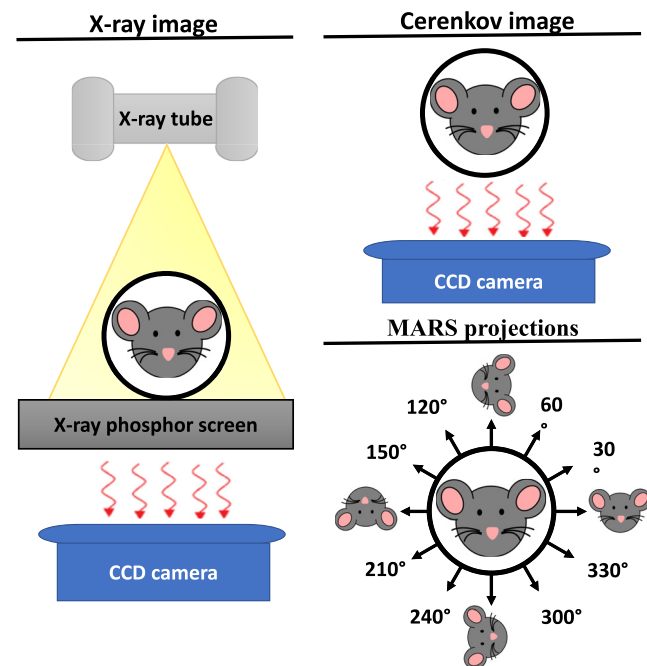 X-ray image
X-ray tube
X-ray phosphor screen
CCD camera
Cerenkov image
CCD camera
MARS projections
120°
60
°
150°
30
°
210°
330°
240°
300°